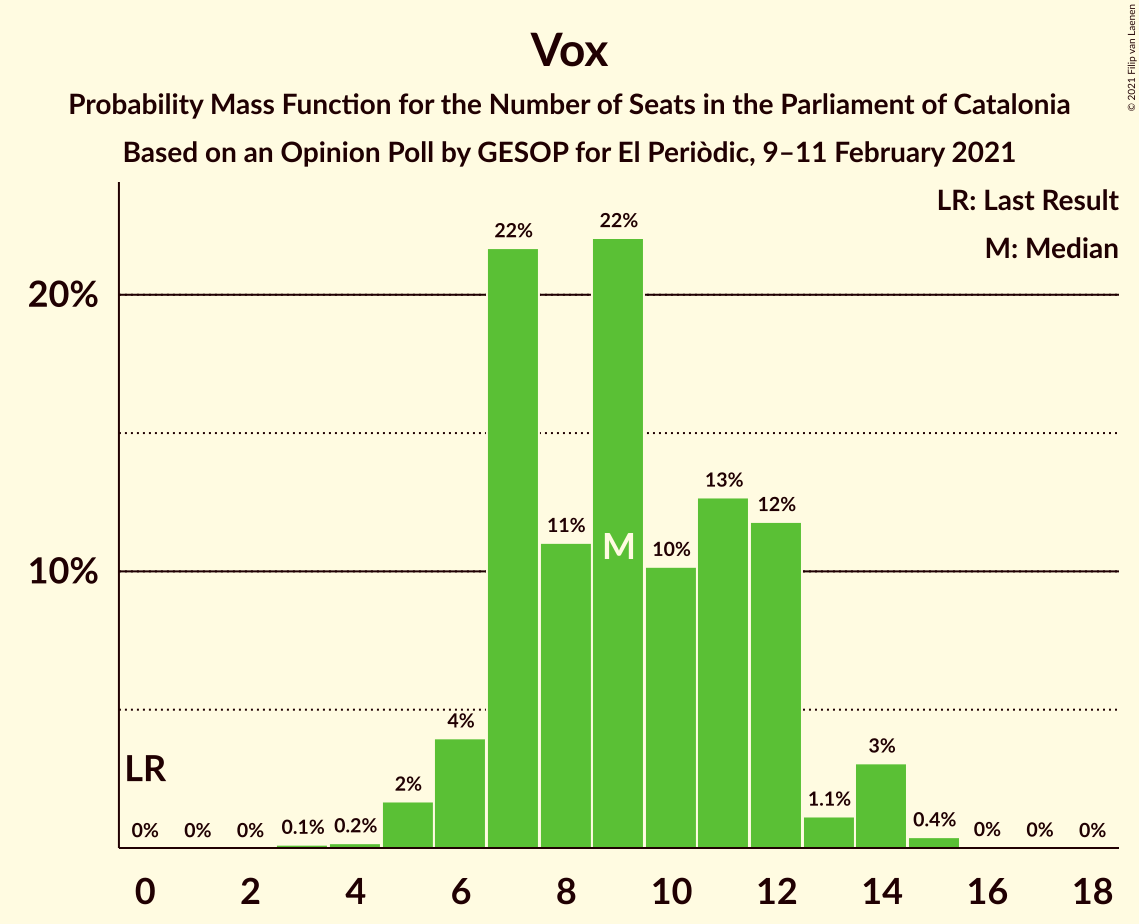 Vox
Probability Mass Function for the Number of Seats in the Parliament of Catalonia
Based on an Opinion Poll by GESOP for El Periòdic, 9–11 February 2021
© 2021 Filip van Laenen
LR: Last Result
M: Median
20%
10%
22%
22%
13%
12%
11%
M
10%
4%
3%
LR
2%
1.1%
0% 0% 0% 0.1% 0.2% 0.4% 0% 0% 0%
0 2 4 6 8 10 12 14 16 18